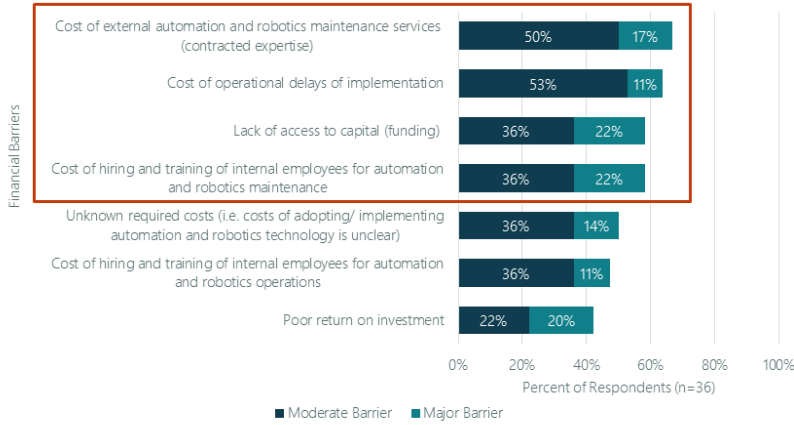 Financial Barriers
Cost of external automation and robotics maintenance services
(contracted expertise)
50% 17%
Cost of operational delays of implementation
53% 11%
Lack of access to capital (funding)
36% 22%
Cost of hiring and training of internal employees for automation
and robotics maintenance
36% 22%
Unknown required costs (i.e. costs of adopting/ implementing
automation and robotics technology is unclear)
36% 14%
Cost of hiring and training of internal employees for automation
and robotics operations
36% 11%
Poor return on investment
22% 20%
0% 20% 40% 60% 80% 100%
Percent of Respondents (n=36)
Moderate Barrier Major Barrier